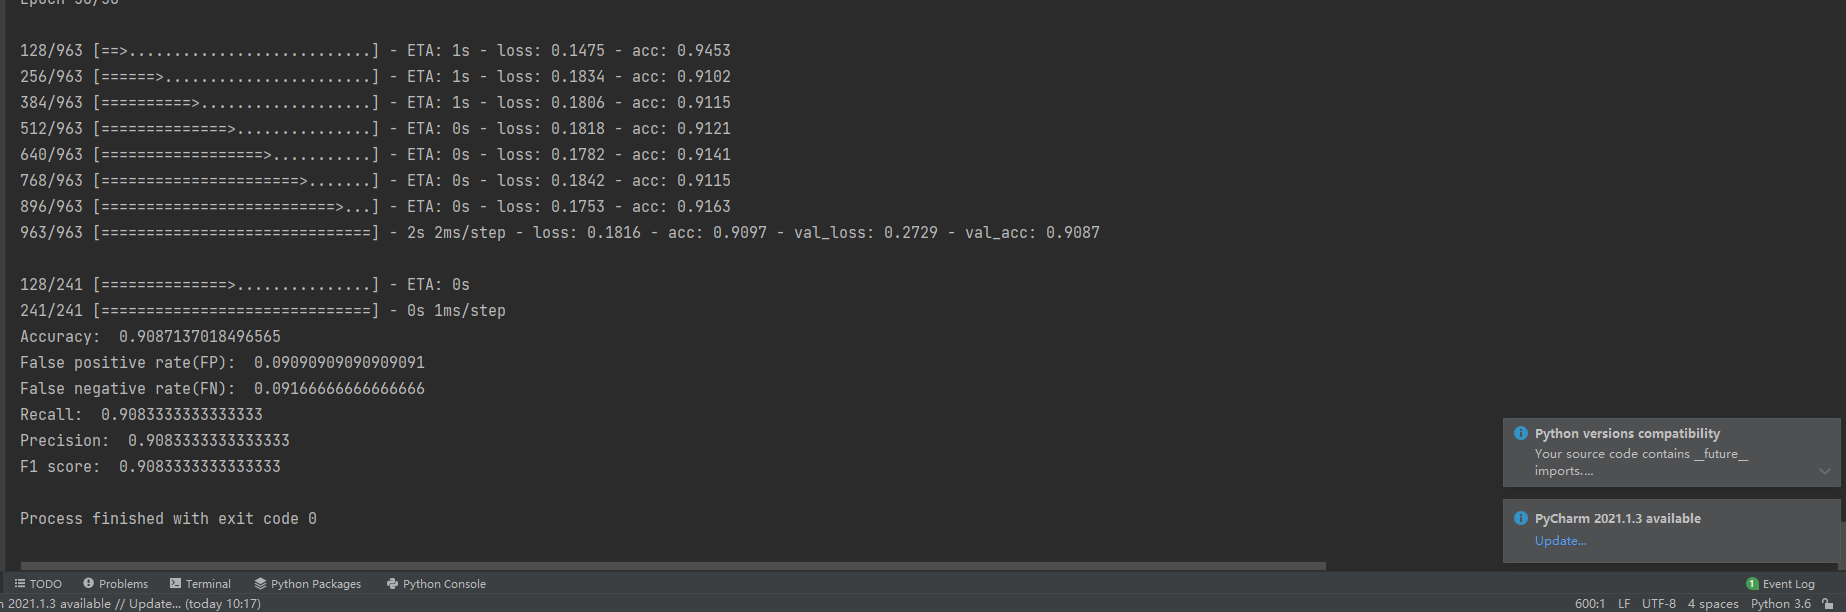 Epoch 50/50
128/963 [==>...........................] - ETA: 1s - loss: 0.1475 - acc: 0.9453
256/963 [======>.......................] - ETA: 1s - loss: 0.1834 - acc: 0.9102
384/963 [==========>...................] - ETA: 1s - loss: 0.1806 - acc: 0.9115
512/963 [==============>...............] - ETA: 0s - loss: 0.1818 - acc: 0.9121
640/963 [==================>...........] - ETA: 0s - loss: 0.1782 - acc: 0.9141
768/963 [======================>.......] - ETA: 0s - loss: 0.1842 - acc: 0.9115
896/963 [==========================>...] - ETA: 0s - loss: 0.1753 - acc: 0.9163
963/963 [==============================] - 2s 2ms/step - loss: 0.1816 - acc: 0.9097 - val_loss: 0.2729 - val_acc: 0.9087
128/241 [==============>...............] - ETA: 0s
241/241 [==============================] - 0s 1ms/step
Accuracy:  0.9087137018496565
False positive rate(FP):  0.09090909090909091
False negative rate(FN):  0.09166666666666666
Recall:  0.9083333333333333
Precision:  0.9083333333333333
F1 score:  0.9083333333333333
Process finished with exit code 0
Python versions compatibility
Your source code contains __future__
imports....
PyCharm 2021.1.3 available
Update...
TODO Problems Terminal Python Packages Python Console 1 Event Log
2021.1.3 available // Update... (today 10:17) 600:1 LF UTF-8 4 spaces Python 3.6